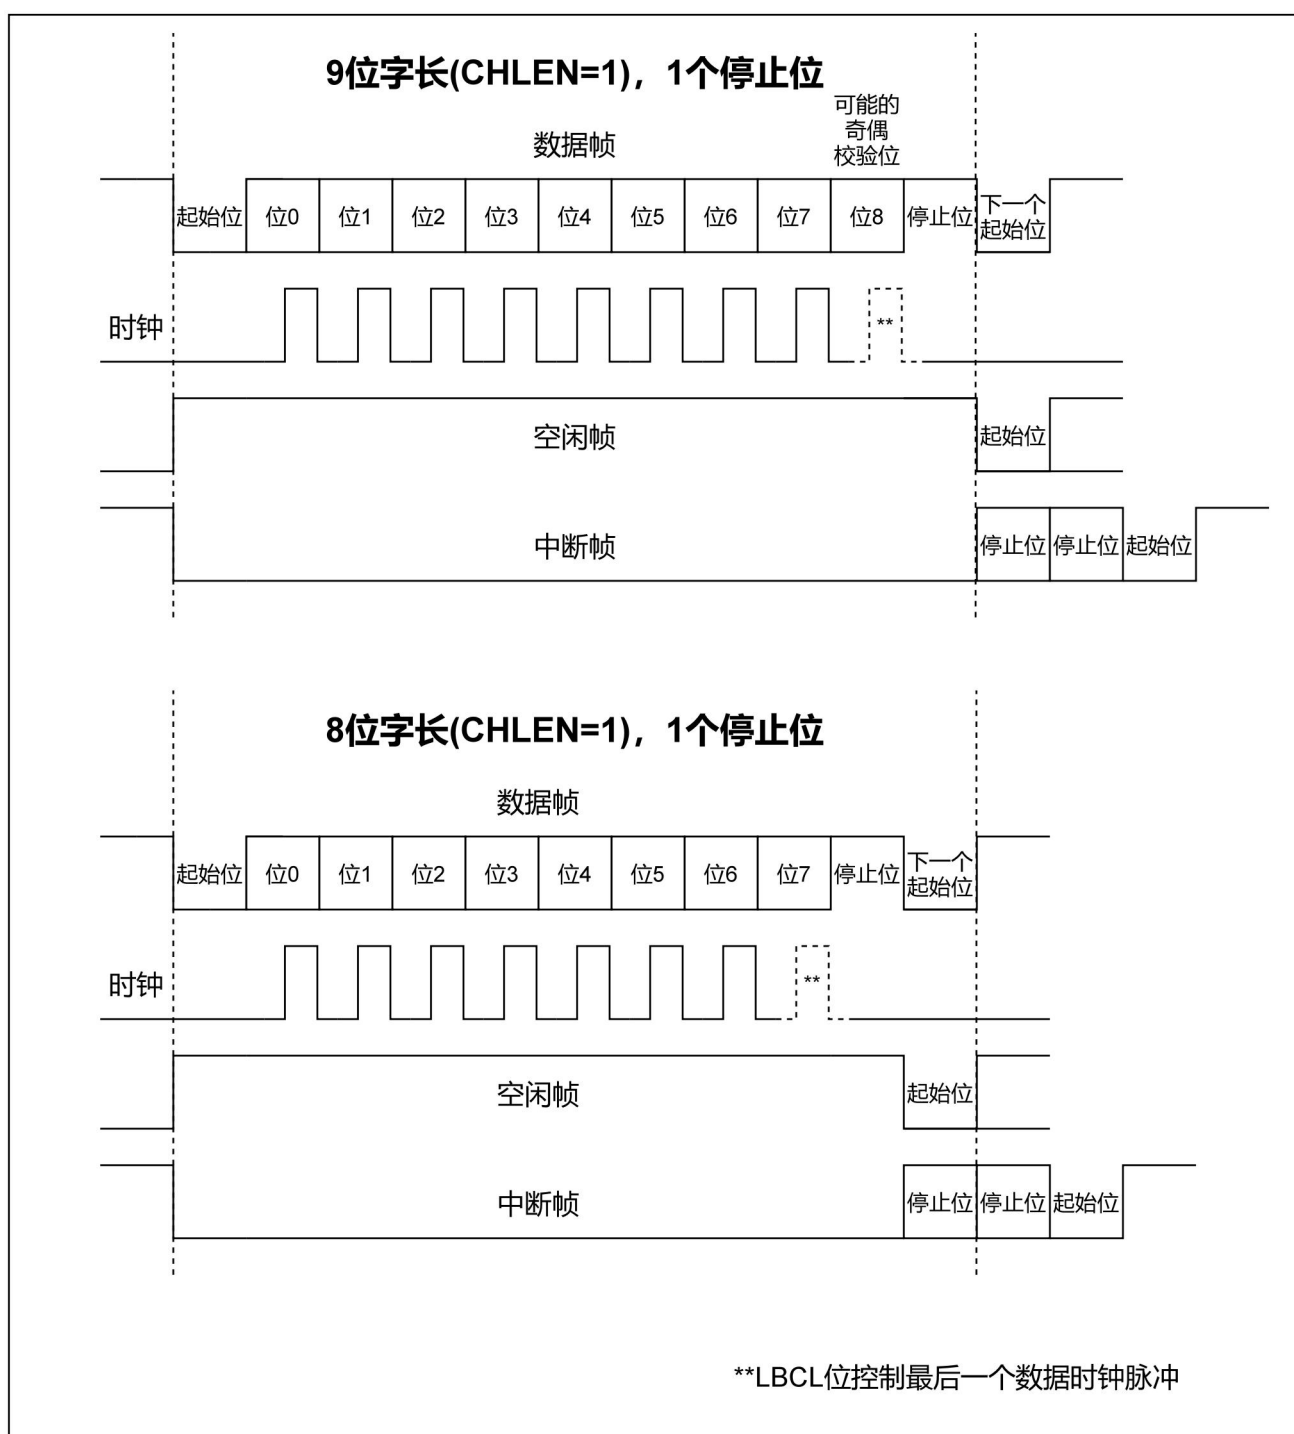 9位字长(CHLEN=1)，1个停止位
可能的
奇偶
校验位
数据帧
起始位 位0 位1 位2 位3 位4 位5 位6 位7 位8 停止位 下一个
起始位
时钟 **
空闲帧 起始位
中断帧 停止位 停止位 起始位
8位字长(CHLEN=1)，1个停止位
数据帧
起始位 位0 位1 位2 位3 位4 位5 位6 位7 停止位 下一个
起始位
时钟 **
空闲帧 起始位
中断帧 停止位 停止位 起始位
**LBCL位控制最后一个数据时钟脉冲